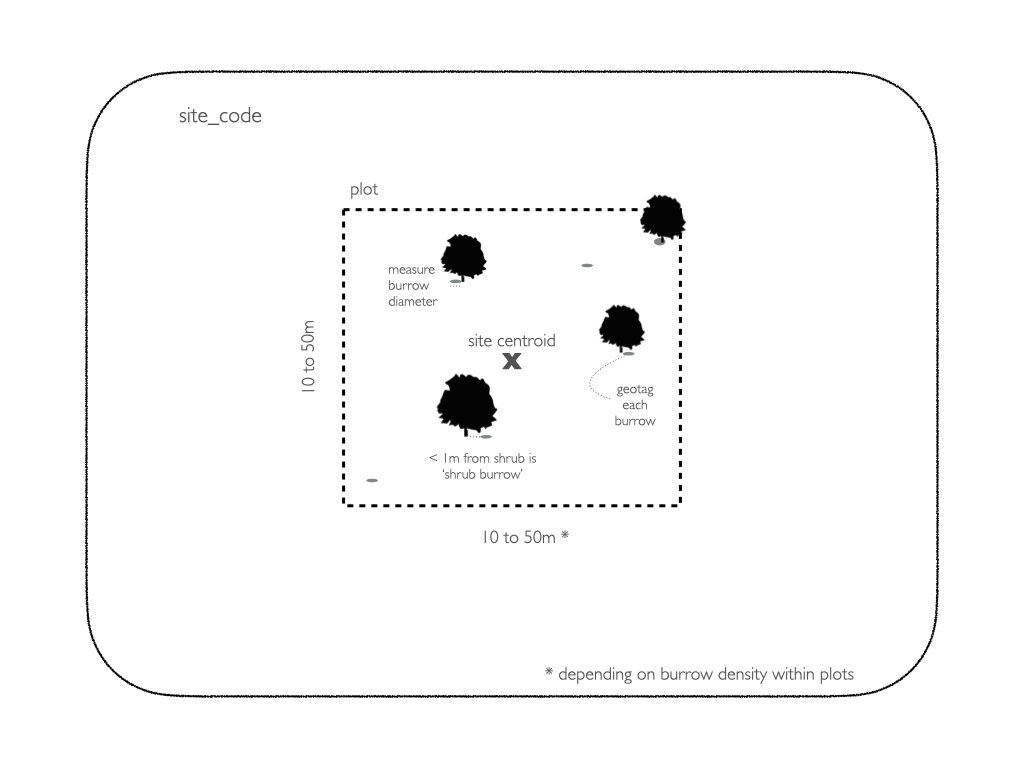 site_code
plot
measure
burrow
diameter
site centroid
10 to 50m
geotag
each
burrow
< 1m from shrub is
‘shrub burrow’
10 to 50m *
* depending on burrow density within plots